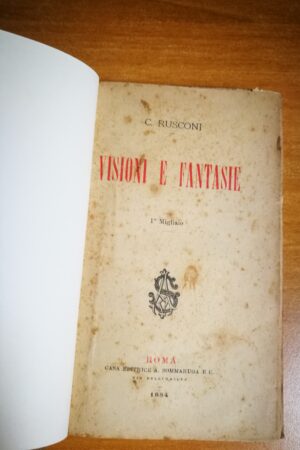 C. RUSCONI
VISIONI E FANTASIE
1° Migliaio
ROMA
CASA EDITRICE A. SOMMARUGA E C.
1884